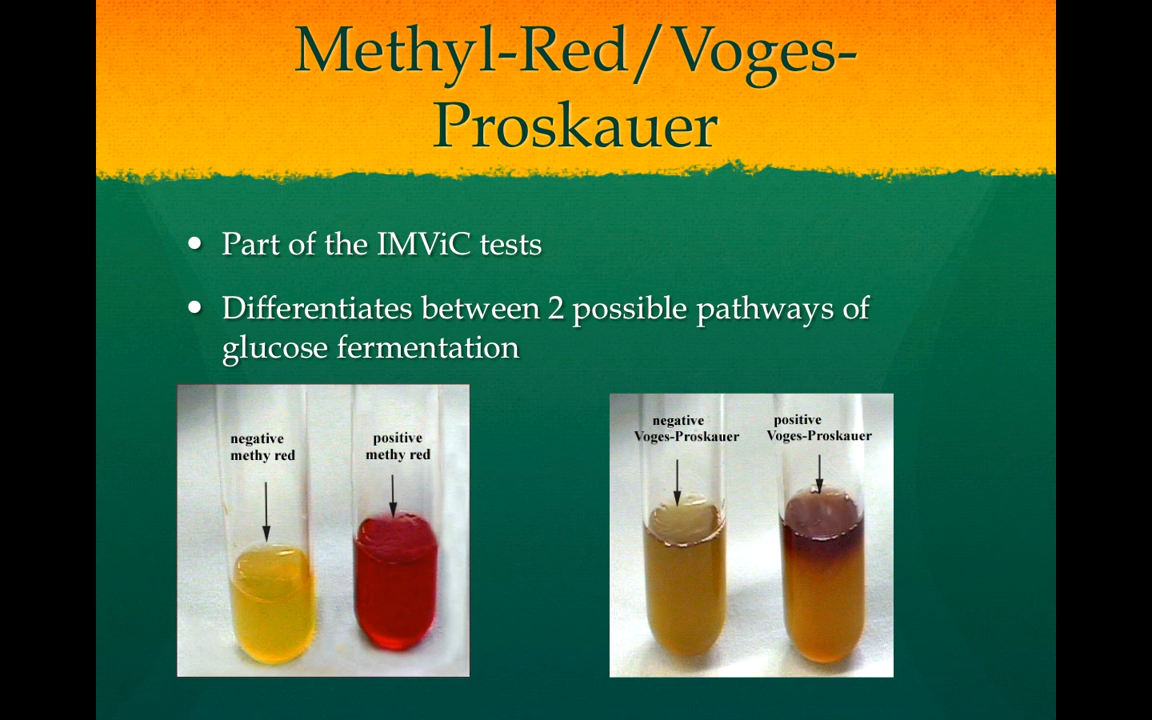 Methyl-Red/Voges-
Proskauer
• Part of the IMViC tests
• Differentiates between 2 possible pathways of
glucose fermentation
negative
methy red
positive
methy red
negative
Voges-Proskauer
positive
Voges-Proskauer